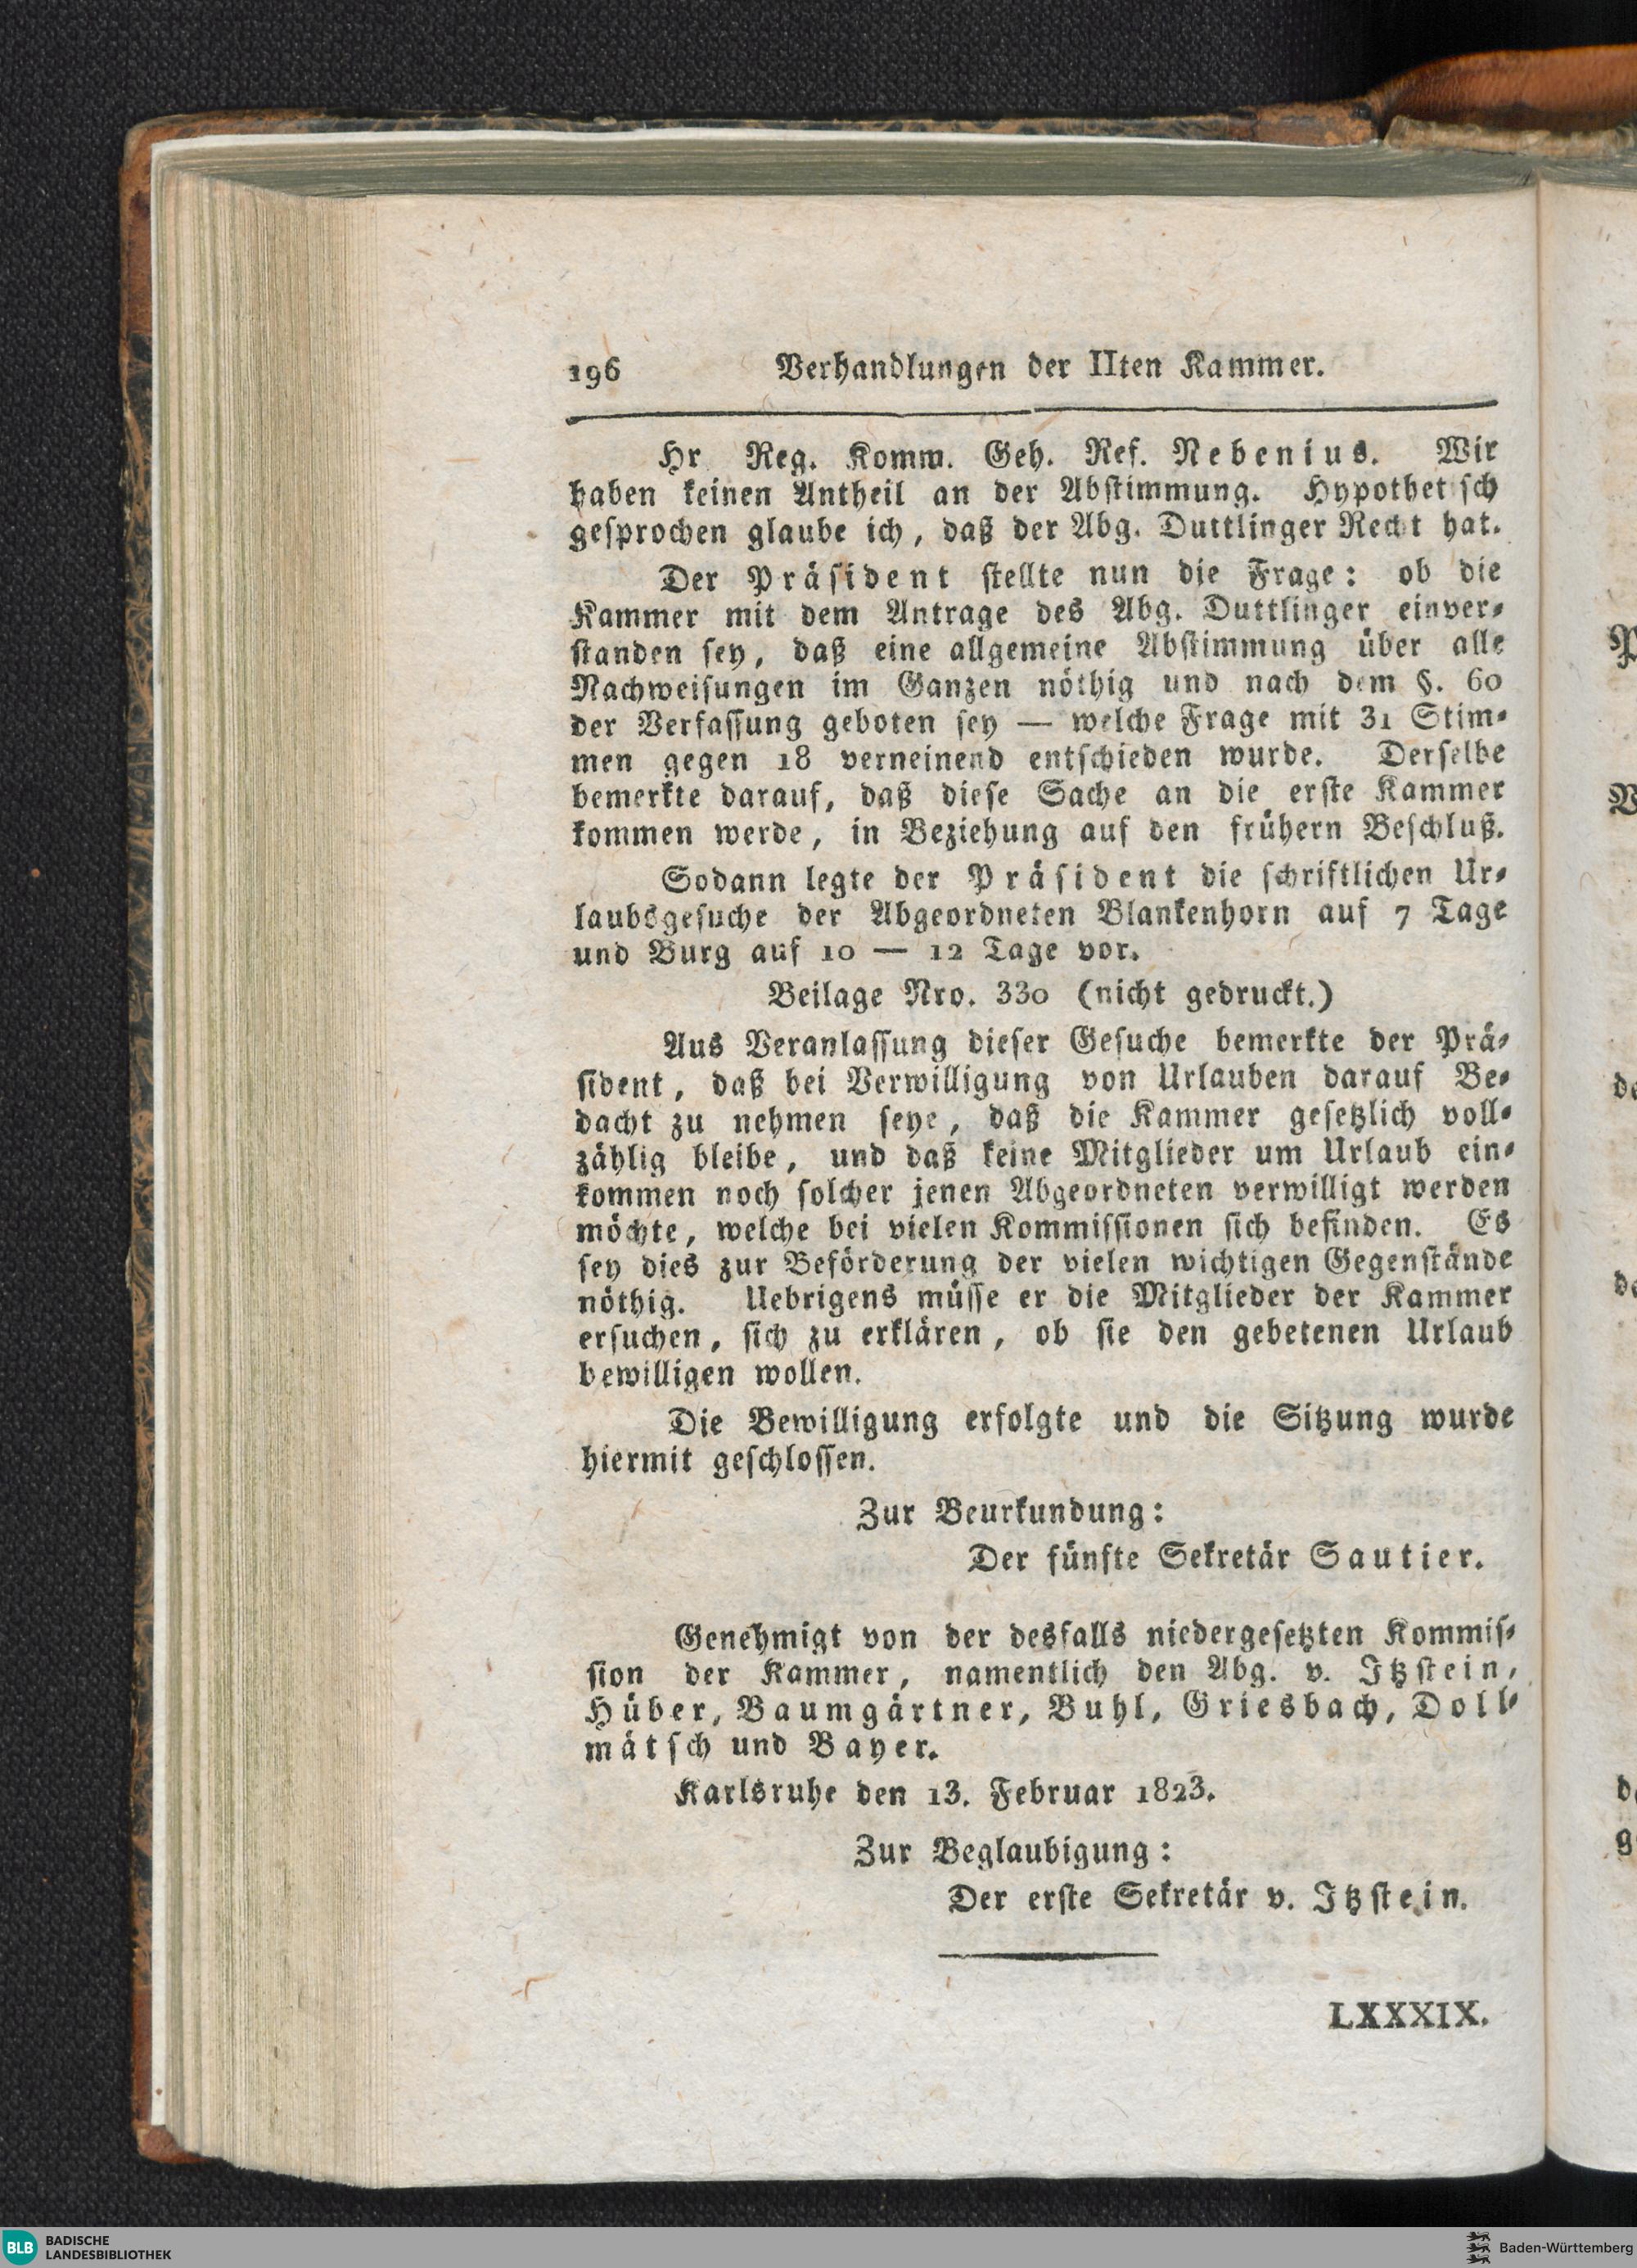 196 Verhandlungen der IIten Kammer.
Hr Reg. Komm. Geh. Ref. Nebenius. Wir
haben keinen Antheil an der Abstimmung. Hypothetisch
gesprochen glaube ich, daß der Abg. Duttlinger Recht hat.
Der Präsident stellte nun die Frage: ob die
Kammer mit dem Antrage des Abg. Duttlinger einver-
standen sey, daß eine allgemeine Abstimmung über alle
Nachweisungen im Ganzen nöthig und nach dem §. 60
der Verfassung geboten sey — welche Frage mit 31 Stim-
men gegen 18 verneinend entschieden wurde. Derselbe
bemerkte darauf, daß diese Sache an die erste Kammer
kommen werde, in Beziehung auf den frühern Beschluß.
Sodann legte der Präsident die schriftlichen Ur-
laubsgesuche der Abgeordneten Blankenhorn auf 7 Tage
und Burg auf 10 — 12 Tage vor.
Beilage Nro. 330 (nicht gedruckt.)
Aus Veranlassung dieser Gesuche bemerkte der Prä-
sident, daß bei Verwilligung von Urlauben darauf Be-
dacht zu nehmen seye, daß die Kammer gesetzlich voll-
zählig bleibe, und daß keine Mitglieder um Urlaub ein-
kommen noch solcher jenen Abgeordneten verwilligt werden
möchte, welche bei vielen Kommissionen sich befinden. Es
sey dies zur Beförderung der vielen wichtigen Gegenstände
nöthig. Uebrigens müsse er die Mitglieder der Kammer
ersuchen, sich zu erklären, ob sie den gebetenen Urlaub
bewilligen wollen.
Die Bewilligung erfolgte und die Sitzung wurde
hiermit geschlossen.
Zur Beurkundung:
Der fünfte Sekretär Sautier.
Genehmigt von der desfalls niedergesetzten Kommis-
sion der Kammer, namentlich den Abg. v. Itzstein,
Hüber, Baumgärtner, Buhl, Griesbach, Doll-
mätsch und Bayer.
Karlsruhe den 13. Februar 1823.
Zur Beglaubigung:
Der erste Sekretär v. Itzstein.
LXXXIX.
BLB BADISCHE
LANDESBIBLIOTHEK
Baden-Württemberg